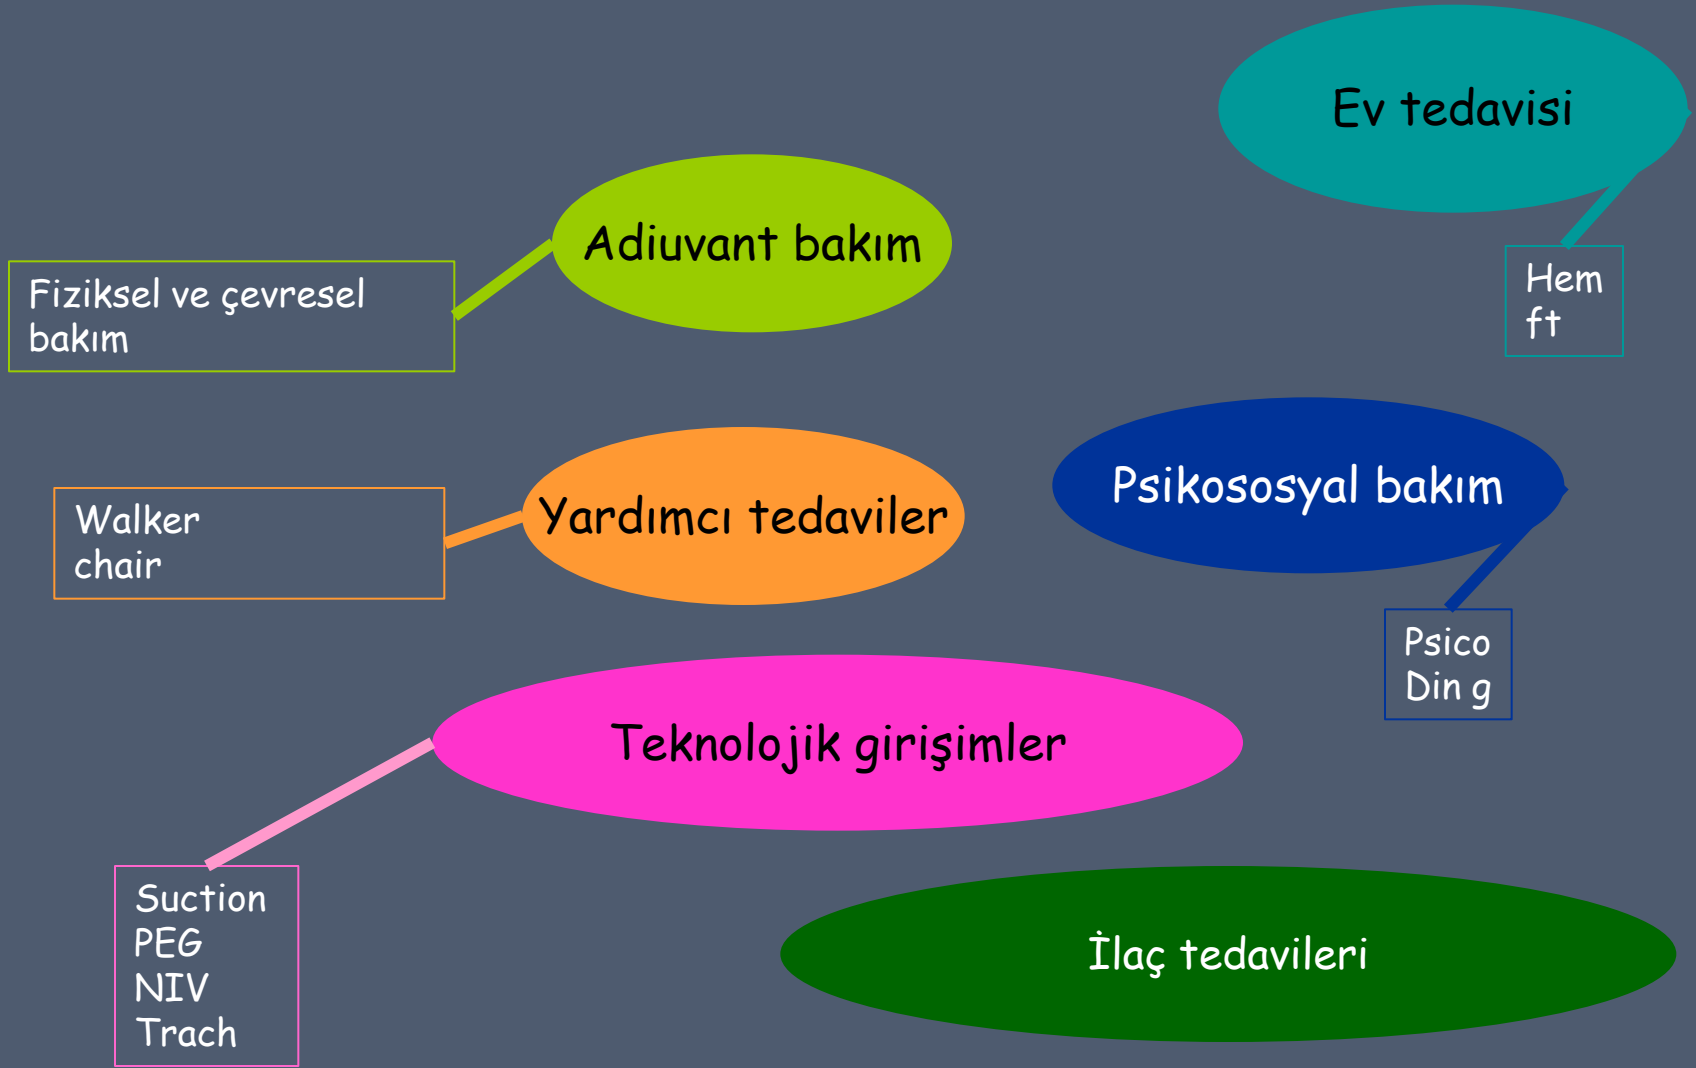 Ev tedavisi
Hem
ft
Adiuvant bakım
Fiziksel ve çevresel
bakım
Psikososyal bakım
Psico
Din g
Yardımcı tedaviler
Walker
chair
Teknolojik girişimler
Suction
PEG
NIV
Trach
İlaç tedavileri